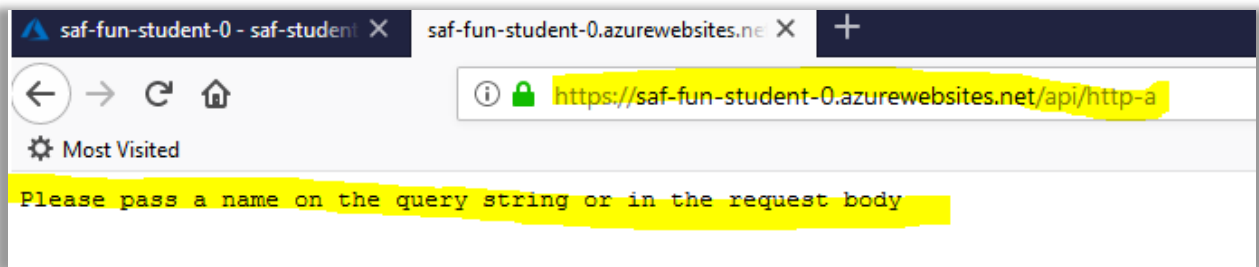 saf-fun-student-0 - saf-student
saf-fun-student-0.azurewebsites.ne
https://saf-fun-student-0.azurewebsites.net/api/http-a
Most Visited
Please pass a name on the query string or in the request body